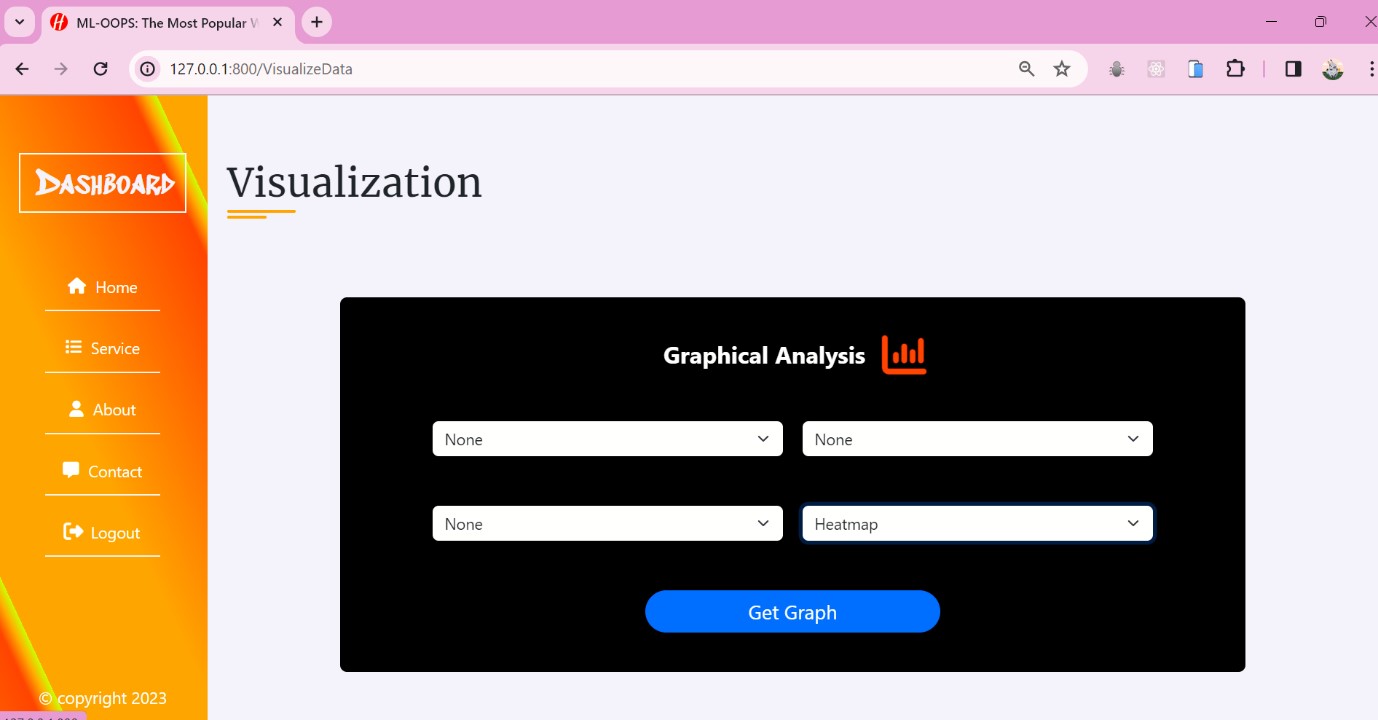 ML-OOPS: The Most Popular
127.0.0.1:800/VisualizeData
DASHBOARD
Home
Service
About
Contact
Logout
© copyright 2023
Visualization
Graphical Analysis
None
None
None
Heatmap
Get Graph